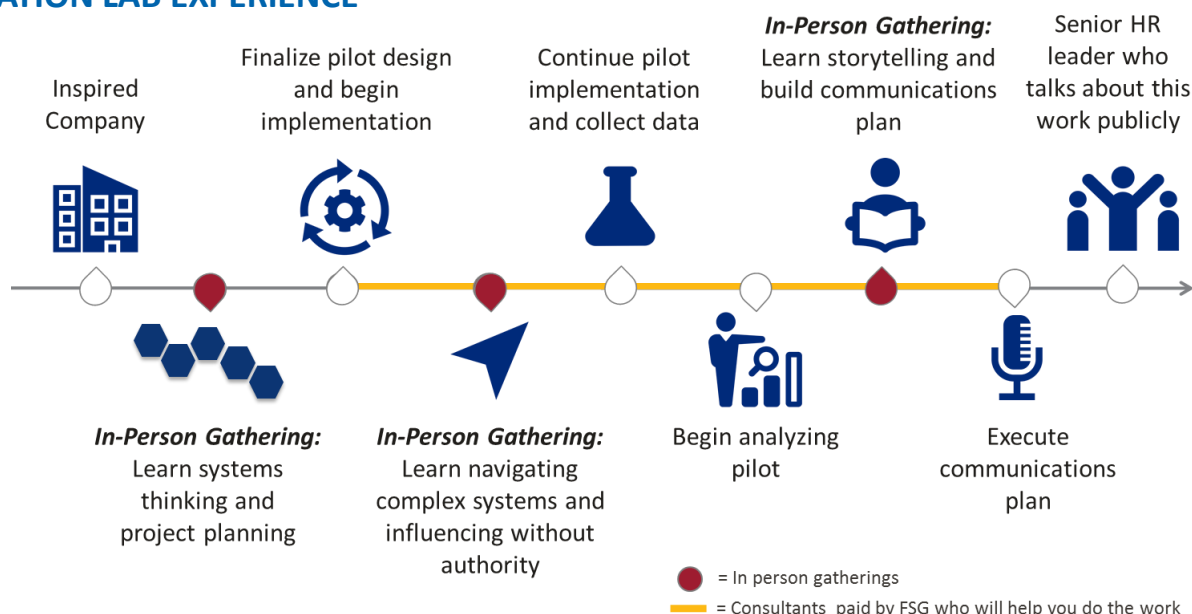 ATION LAB EXPERIENCE
Inspired
Company
Finalize pilot design
and begin
implementation
Continue pilot
implementation
and collect data
In-Person Gathering:
Learn storytelling and
build communications
plan
Senior HR
leader who
talks about this
work publicly
In-Person Gathering:
Learn systems
thinking and
project planning
In-Person Gathering:
Learn navigating
complex systems and
influencing without
authority
Begin analyzing
pilot
Execute
communications
plan
= In person gatherings
= Consultants paid by FSG who will help you do the work